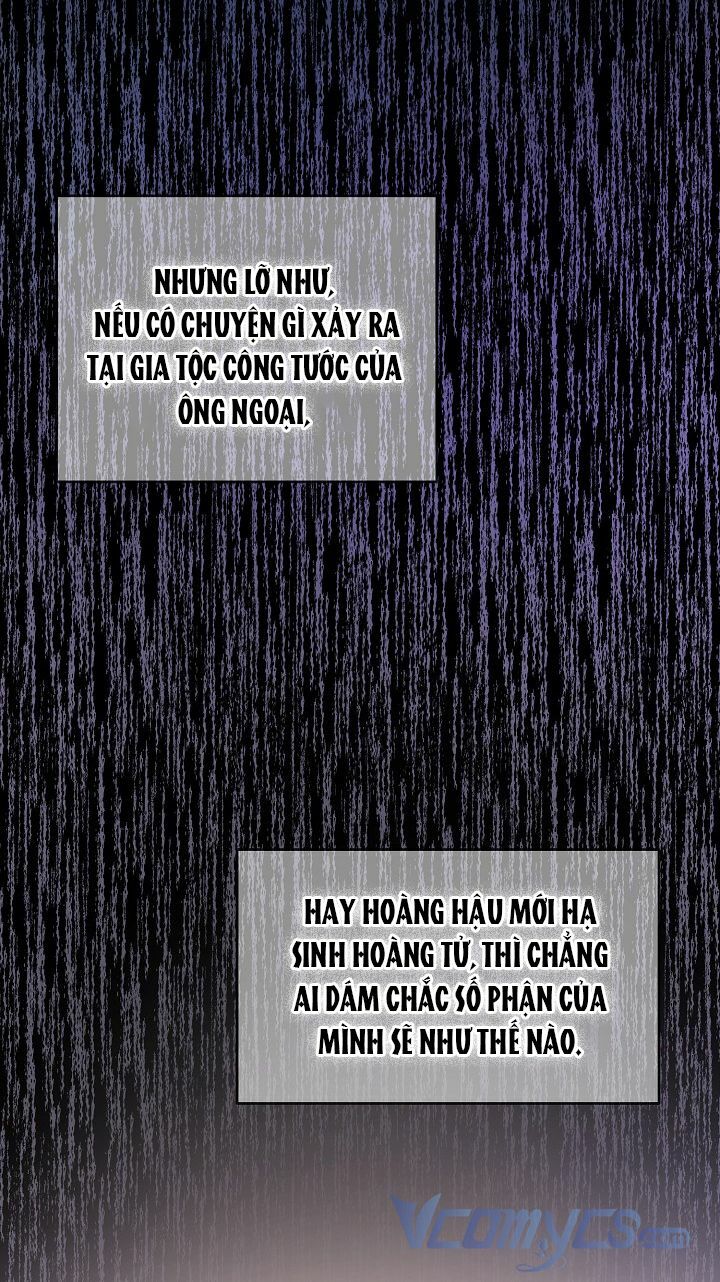 NHƯNG LỠ NHƯ,
NẾU CÓ CHUYỆN GÌ XẢY RA
TẠI GIA TỘC CÔNG TƯỚC CỦA
ÔNG NGOẠI,
HAY HOÀNG HẬU MỚI HẠ
SINH HOÀNG TỬ, THÌ CHẲNG
AI DÁM CHẮC SỐ PHẬN CỦA
MÌNH SẼ NHƯ THẾ NÀO.
VCOMYCS.COM